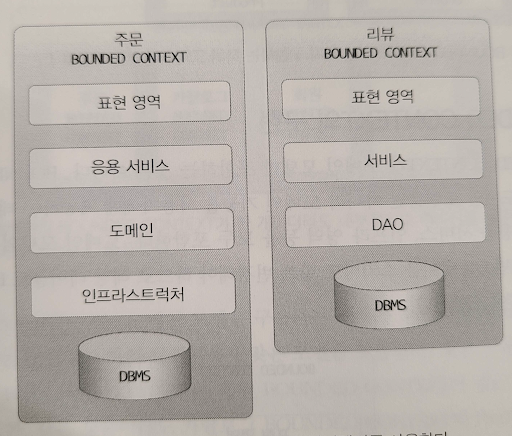 주문
BOUNDED CONTEXT
표현 영역
응용 서비스
도메인
인프라스트럭처
DBMS
리뷰
BOUNDED CONTEXT
표현 영역
서비스
DAO
DBMS